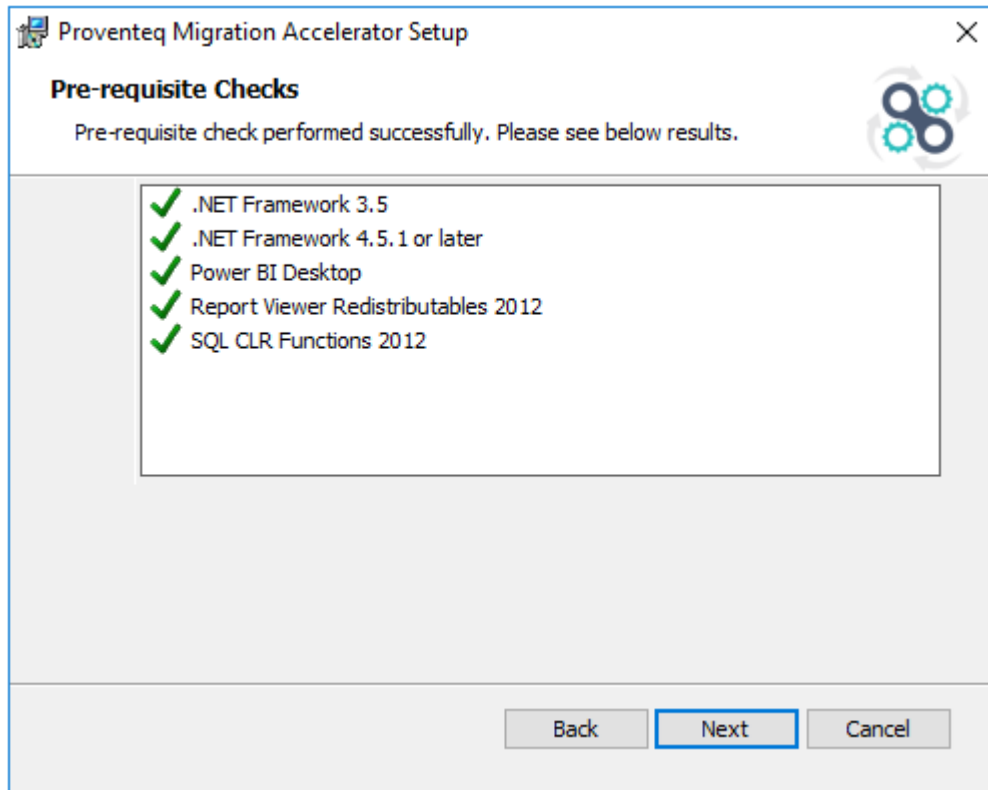 Proventeq Migration Accelerator Setup
Pre-requisite Checks
Pre-requisite check performed successfully. Please see below results.
.NET Framework 3.5
.NET Framework 4.5.1 or later
Power BI Desktop
Report Viewer Redistributables 2012
SQL CLR Functions 2012
Back Next Cancel